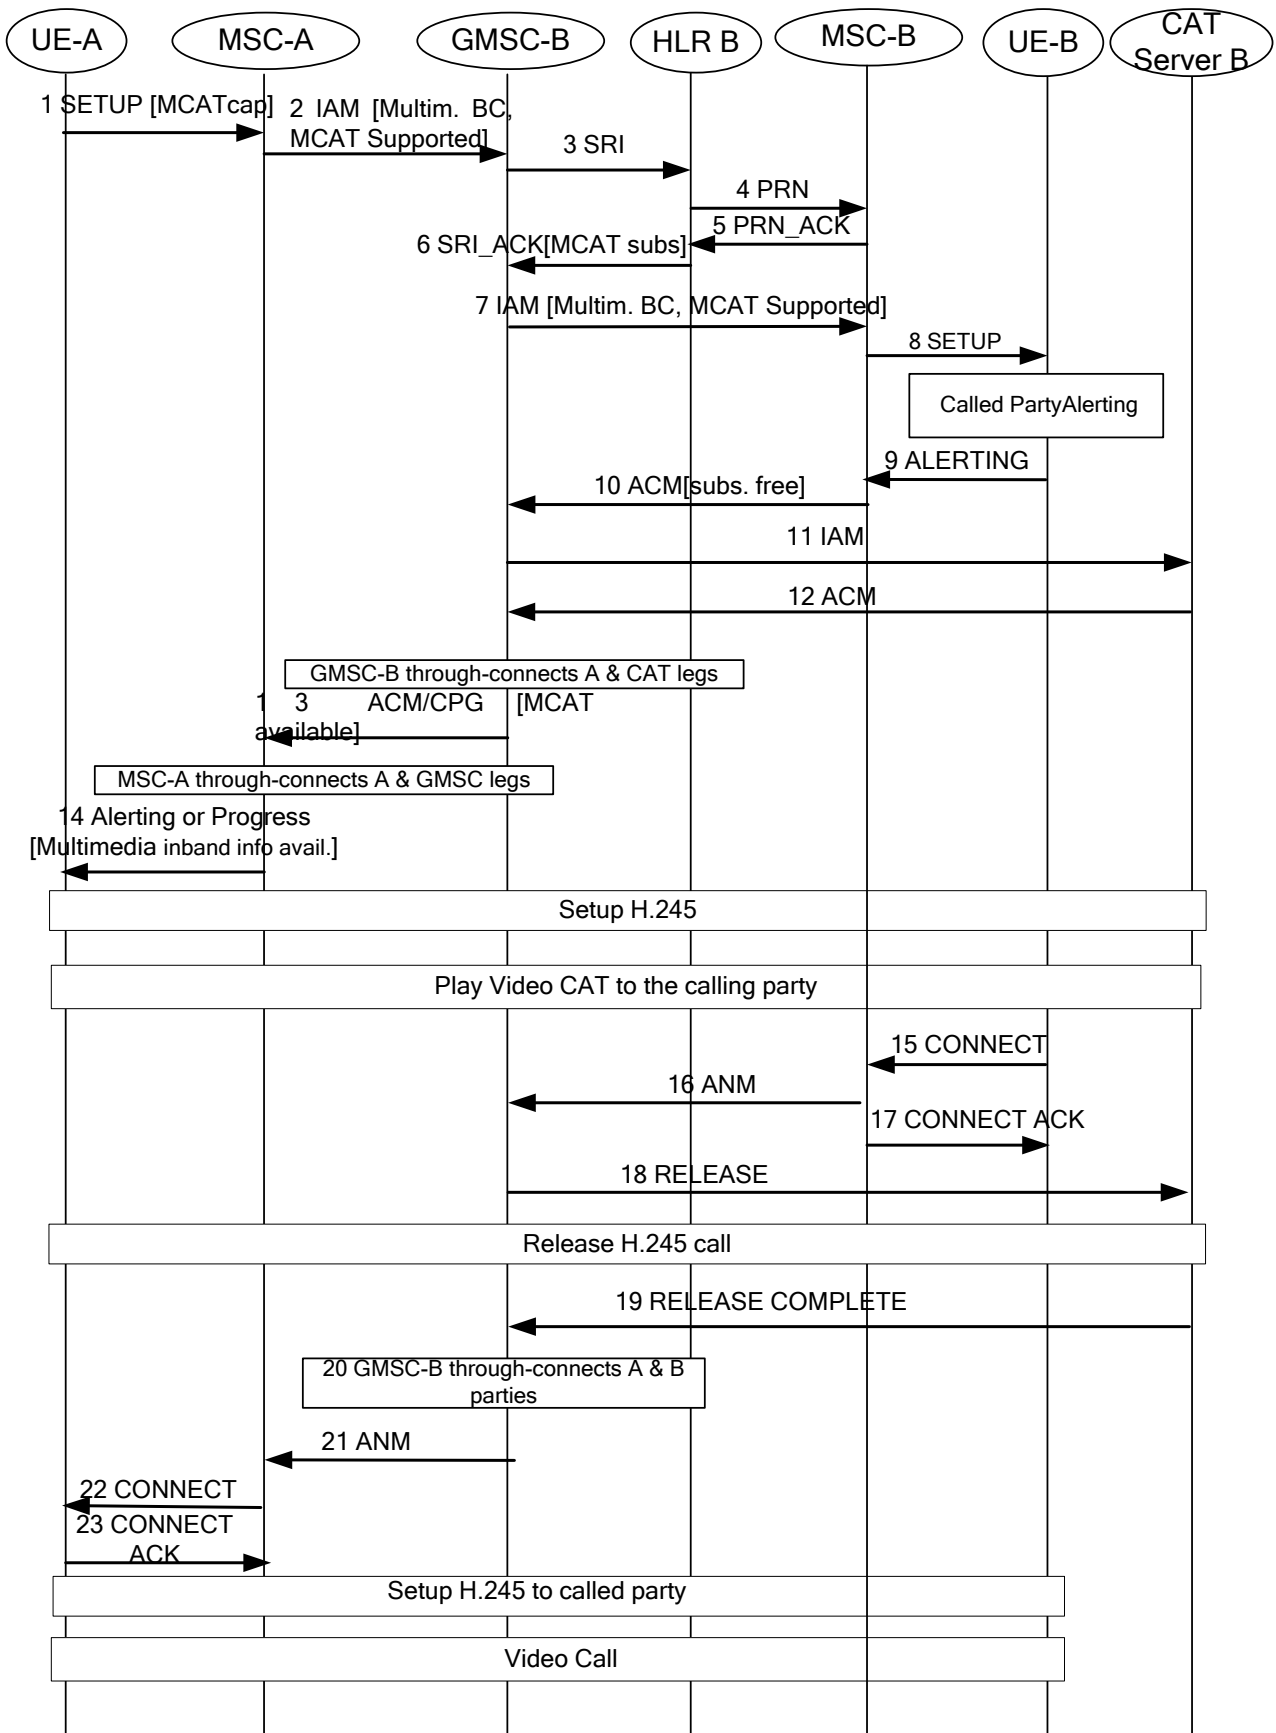 UE-A
MSC-A
GMSC-B
HLR B
MSC-B
UE-B
CAT
Server B
1 SETUP [MCATcap]
2 IAM [Multim. BC,
MCAT Supported]
3 SRI
4 PRN
5 PRN_ACK
6 SRI_ACK[MCAT subs]
7 IAM [Multim. BC, MCAT Supported]
8 SETUP
Called PartyAlerting
9 ALERTING
10 ACM[subs. free]
11 IAM
12 ACM
GMSC-B through-connects A & CAT legs
1 3 ACM/CPG [MCAT
available]
MSC-A through-connects A & GMSC legs
14 Alerting or Progress
[Multimedia inband info avail.]
Setup H.245
Play Video CAT to the calling party
15 CONNECT
16 ANM
17 CONNECT ACK
18 RELEASE
Release H.245 call
19 RELEASE COMPLETE
20 GMSC-B through-connects A & B
parties
21 ANM
22 CONNECT
23 CONNECT
ACK
Setup H.245 to called party
Video Call